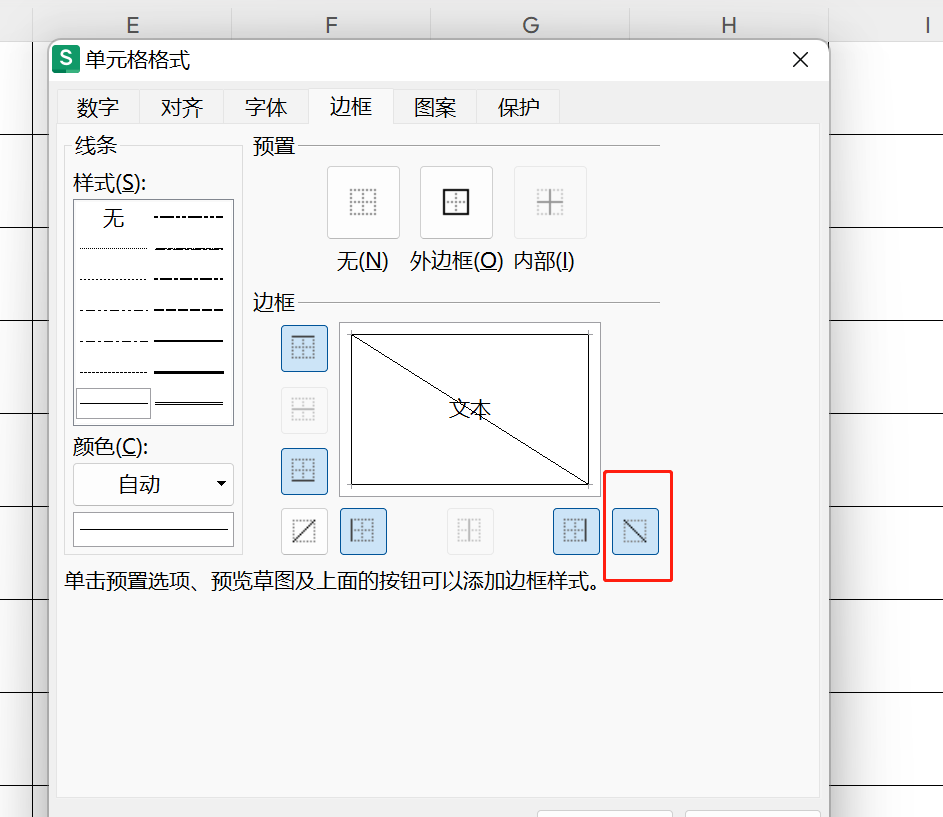 E F G H I
S 单元格格式
数字 对齐 字体 边框 图案 保护
线条
样式(S):
无
颜色(C):
自动
预置
无(N) 外边框(O) 内部(I)
边框
文本
单击预置选项、预览草图及上面的按钮可以添加边框样式。